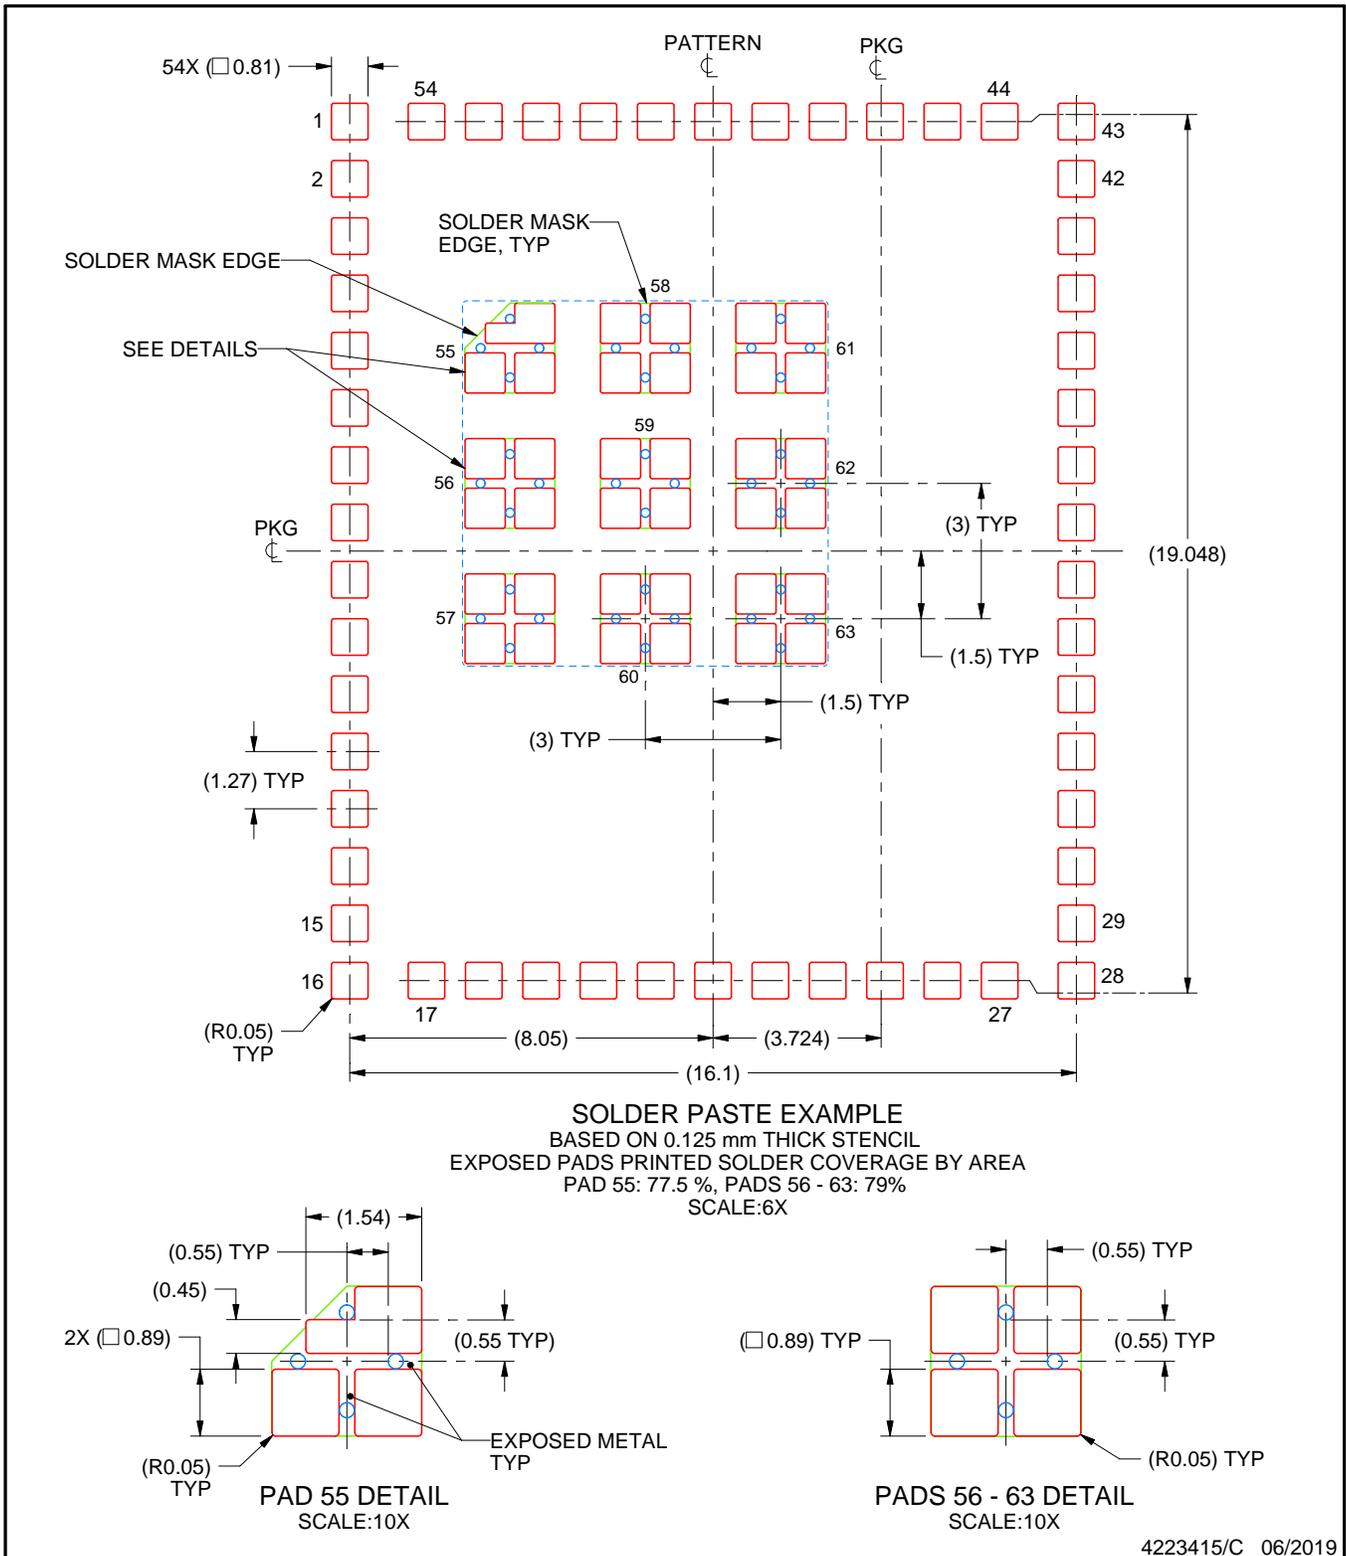 PATTERN
℄
PKG
℄
54X (□ 0.81)
54
44
1
43
2
42
SOLDER MASK
EDGE, TYP
SOLDER MASK EDGE
58
SEE DETAILS
55
61
59
56
62
(3) TYP
PKG
℄
(19.048)
57
63
(1.5) TYP
60
(1.5) TYP
(3) TYP
(1.27) TYP
15
29
16
28
17
27
(R0.05)
TYP
(8.05)
(3.724)
(16.1)
SOLDER PASTE EXAMPLE
BASED ON 0.125 mm THICK STENCIL
EXPOSED PADS PRINTED SOLDER COVERAGE BY AREA
PAD 55: 77.5 %, PADS 56 - 63: 79%
SCALE:6X
(1.54)
(0.55) TYP
(0.45)
2X (□ 0.89)
(0.55 TYP)
EXPOSED METAL
TYP
(R0.05)
TYP
PAD 55 DETAIL
SCALE:10X
(0.55) TYP
(□ 0.89) TYP
(0.55) TYP
(R0.05) TYP
PADS 56 - 63 DETAIL
SCALE:10X
4223415/C 06/2019